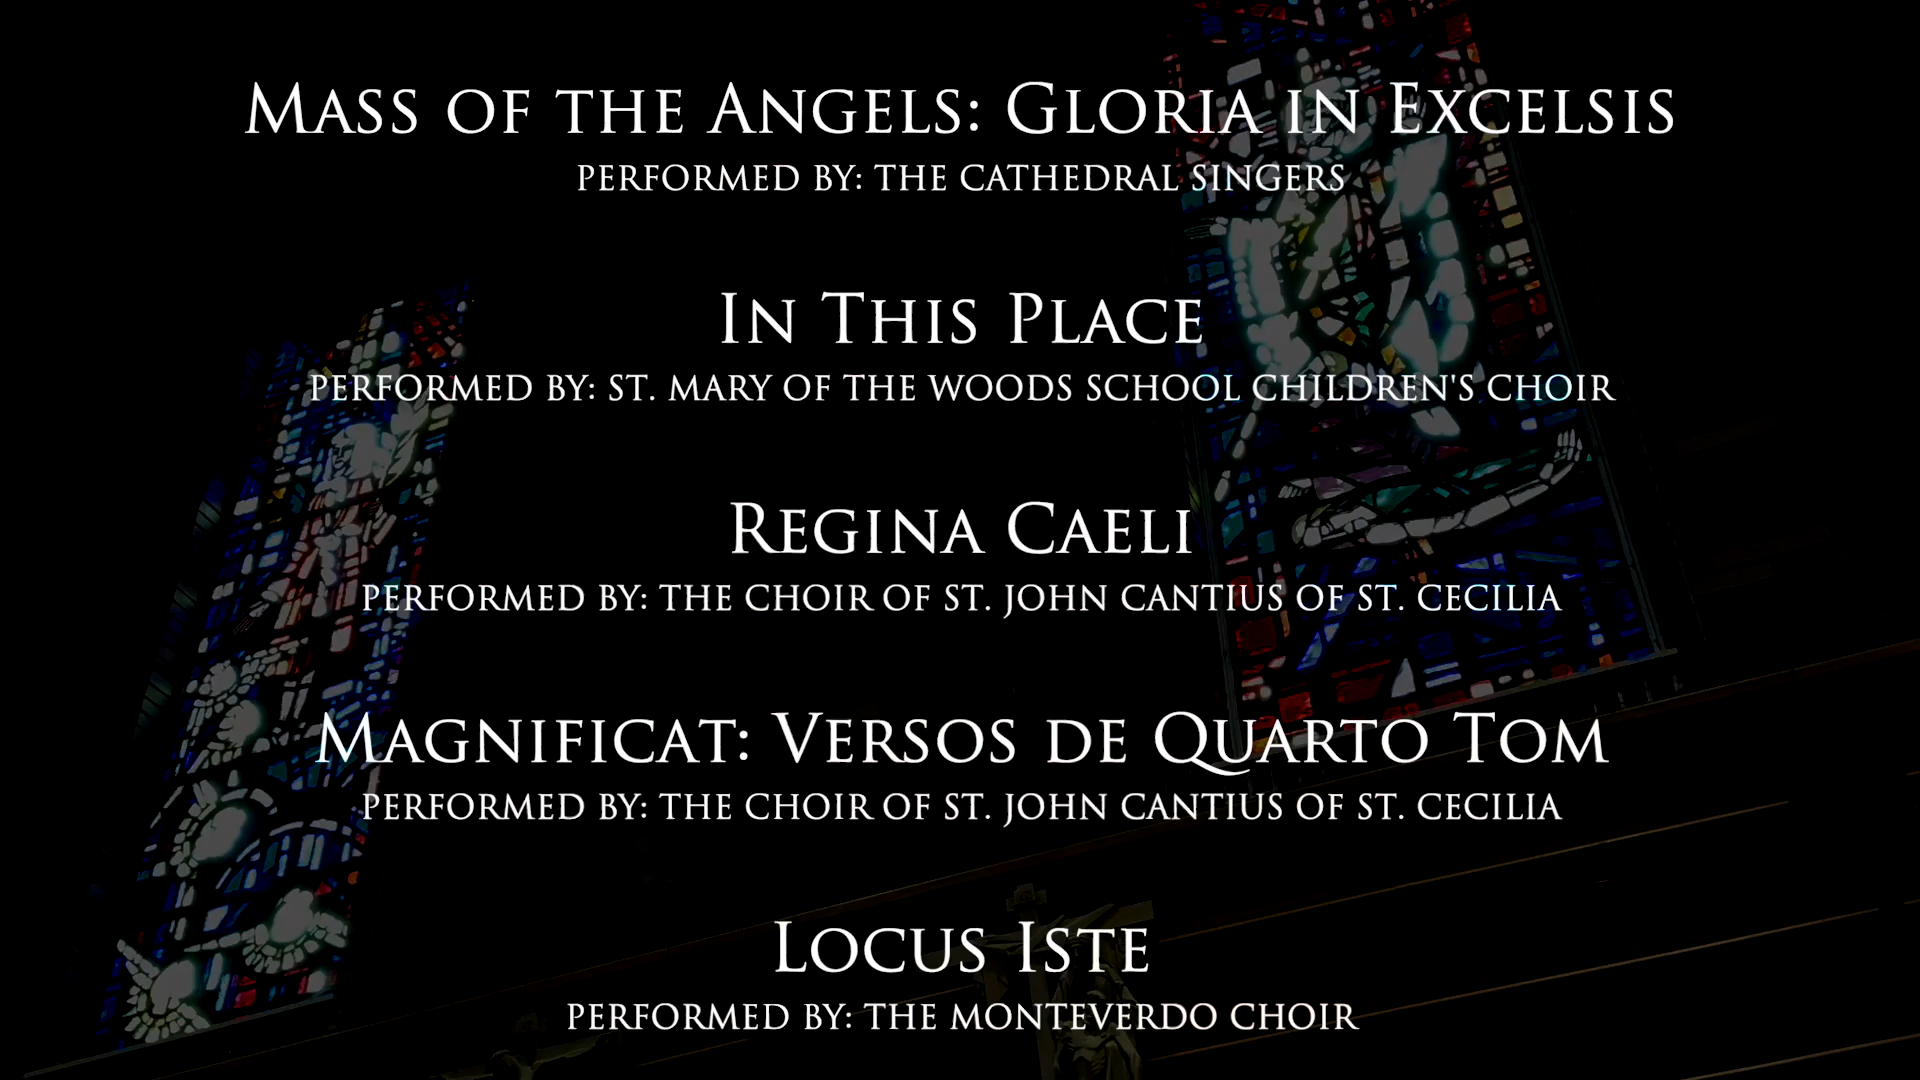 Mass of the Angels: Gloria in Excelsis
performed by: The Cathedral Singers
In This Place
performed by: St. Mary of the Woods School Children's Choir
Regina Caeli
performed by: The Choir of St. John Cantius of St. Cecilia
Magnificat: Versos de Quarto Tom
performed by: The Choir of St. John Cantius of St. Cecilia
Locus Iste
performed by: The Monteverdo Choir